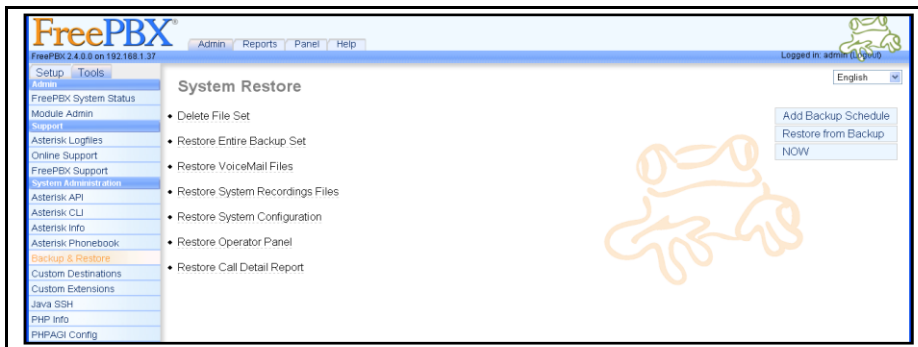 FreePBX®
Admin Reports Panel Help
FreePBX 2.4.0.0 on 192.168.1.37
Logged in: admin (Logout)
Setup Tools
English
Admin
FreePBX System Status
Module Admin
Support
Asterisk Logfiles
Online Support
FreePBX Support
System Administration
Asterisk API
Asterisk CLI
Asterisk Info
Asterisk Phonebook
Backup & Restore
Custom Destinations
Custom Extensions
Java SSH
PHP Info
PHPAGI Config
System Restore
Delete File Set
Restore Entire Backup Set
Restore VoiceMail Files
Restore System Recordings Files
Restore System Configuration
Restore Operator Panel
Restore Call Detail Report
Add Backup Schedule
Restore from Backup
NOW